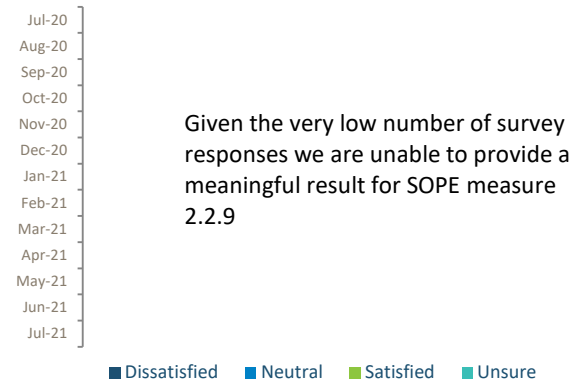 Jul-20
Aug-20
Sep-20
Oct-20
Nov-20
Dec-20
Jan-21
Feb-21
Mar-21
Apr-21
May-21
Jun-21
Jul-21
Given the very low number of survey
responses we are unable to provide a
meaningful result for SOPE measure
2.2.9
Dissatisfied Neutral Satisfied Unsure